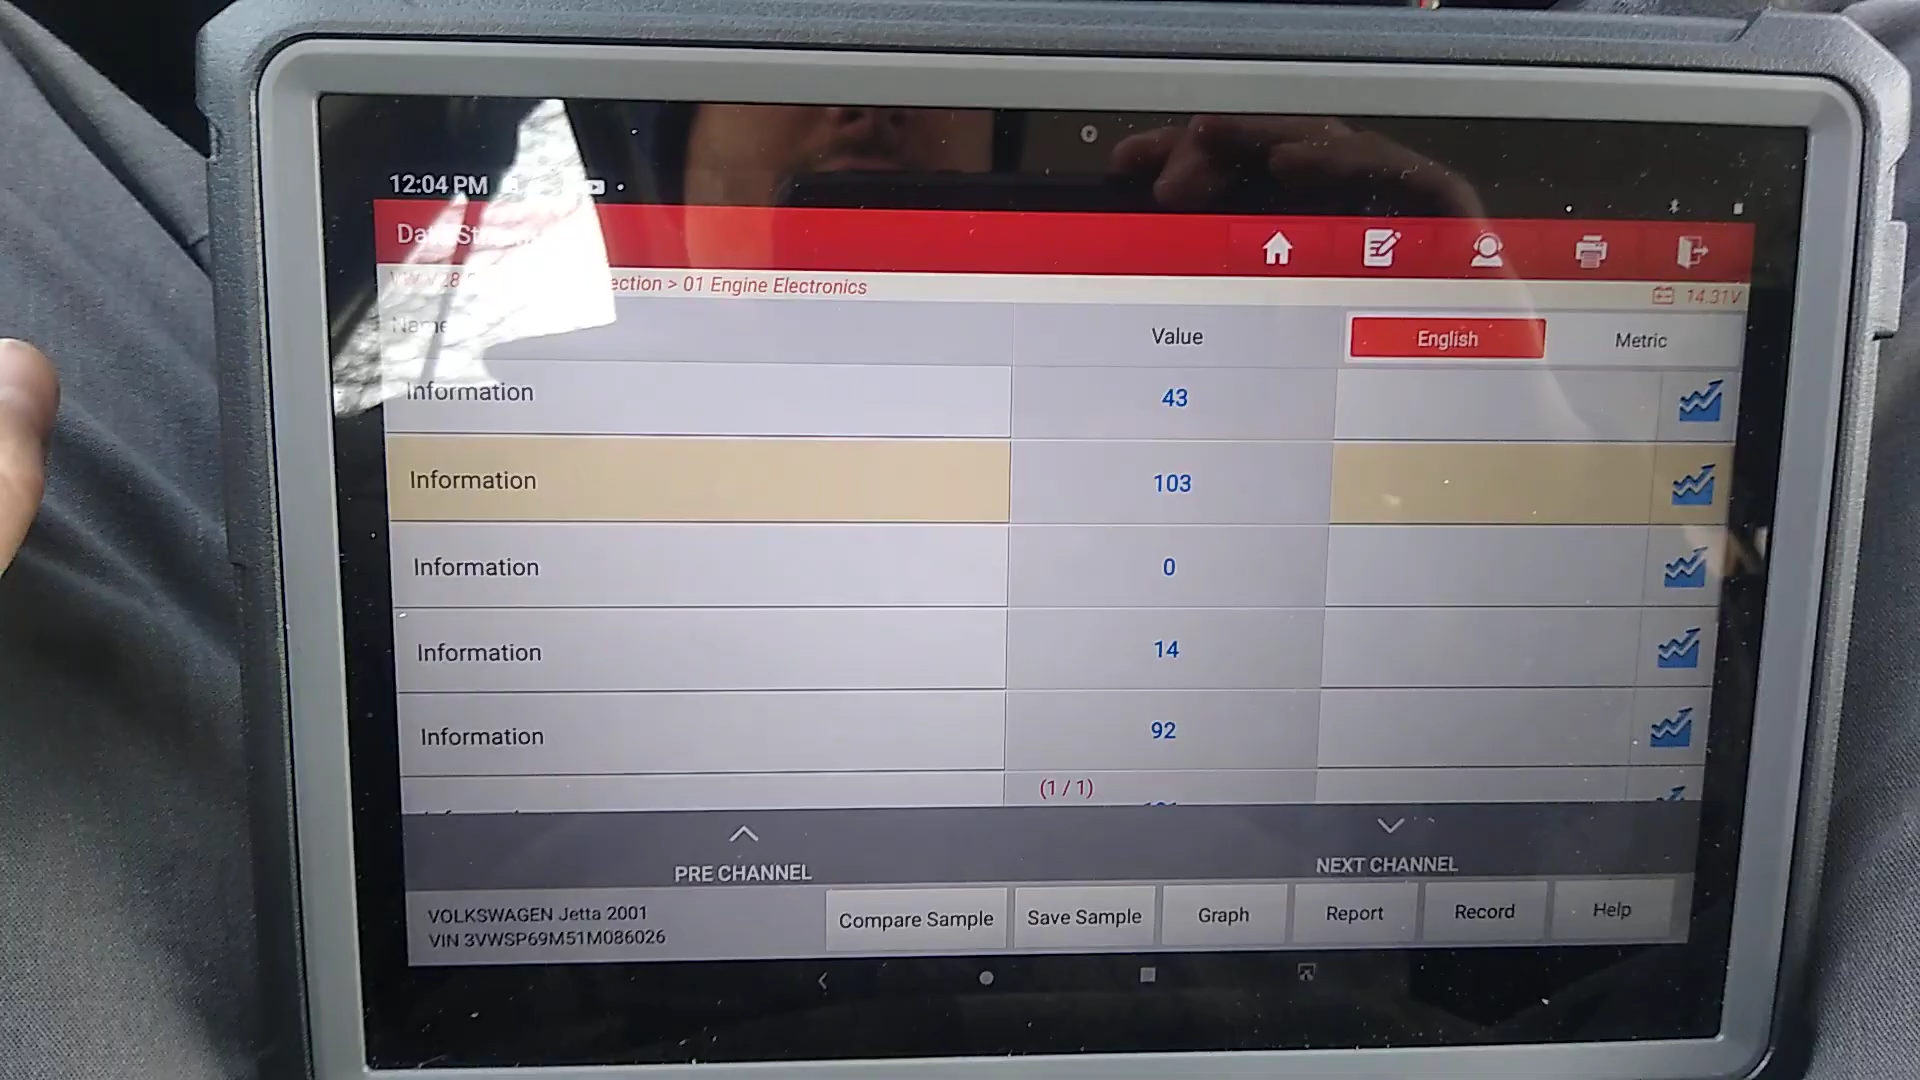 12:04 PM
ection > 01 Engine Electronics
14.31V
Name
Value
English
Metric
Information
43
Information
103
Information
0
Information
14
Information
92
(1 / 1)
PRE CHANNEL
NEXT CHANNEL
VOLKSWAGEN Jetta 2001
VIN 3VWSP69M51M086026
Compare Sample
Save Sample
Graph
Report
Record
Help